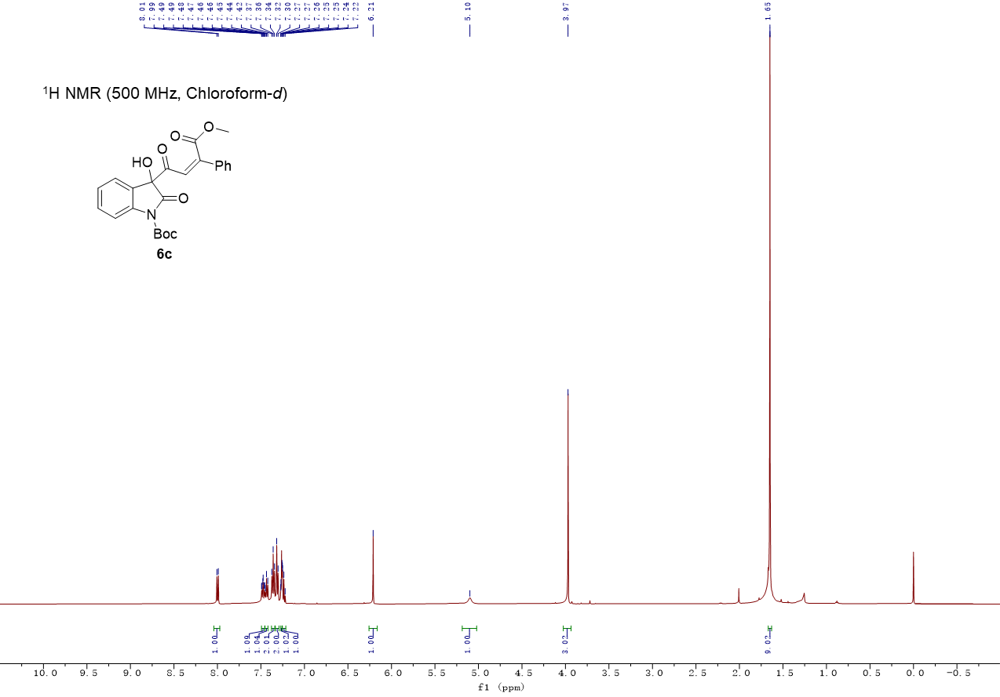 8.01 7.99 7.49 7.49 7.48 7.47 7.46 7.46 7.45 7.44 7.42 7.37 7.36 7.34 7.32 7.30 7.27 7.27 7.26 7.25 7.25 7.24 7.22 6.21 5.10 3.97 1.65
¹H NMR (500 MHz, Chloroform-d)
O
O
O
HO
Ph
O
N
Boc
6c
1.00 1.09 1.04 2.01 2.00 1.02 1.00 1.00 1.00 3.02 9.02
10.0 9.5 9.0 8.5 8.0 7.5 7.0 6.5 6.0 5.5 5.0 4.5 4.0 3.5 3.0 2.5 2.0 1.5 1.0 0.5 0.0 -0.5
f1 (ppm)